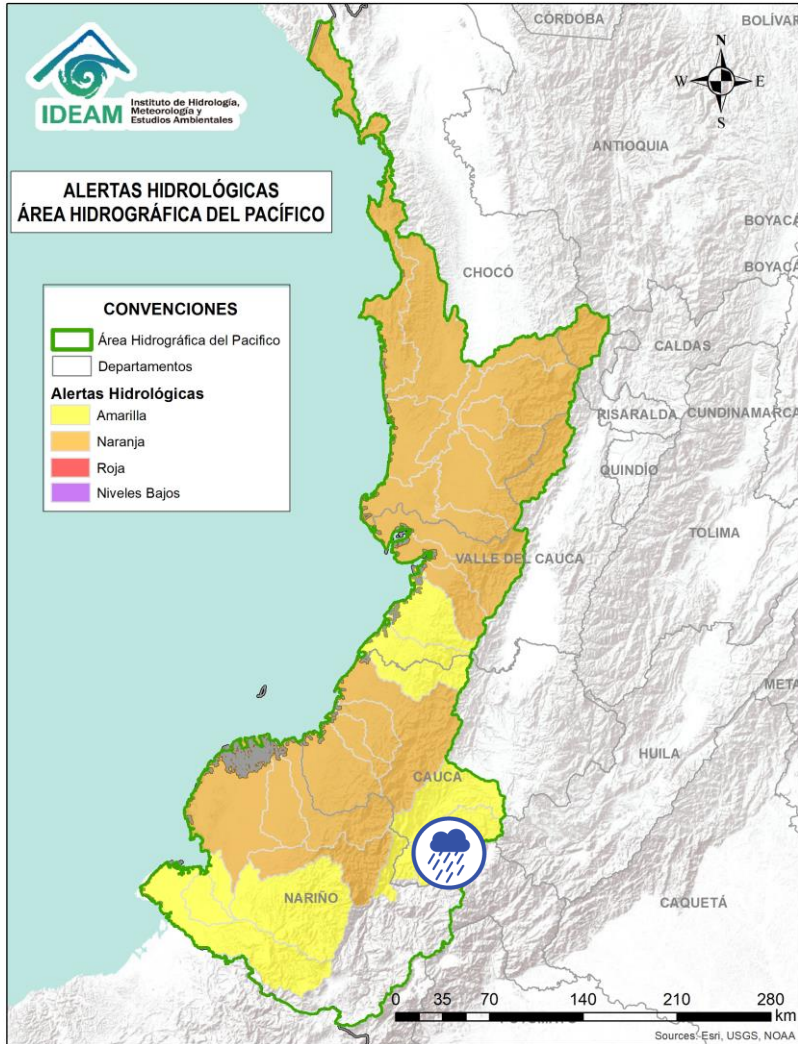 CÓRDOBA
BOLÍVAR
IDEAM
Instituto de Hidrología,
Meteorología y
Estudios Ambientales
N
W
E
S
ANTIOQUIA
ALERTAS HIDROLÓGICAS
ÁREA HIDROGRÁFICA DEL PACÍFICO
BOYACÁ
BOYACÁ
CHOCÓ
CONVENCIONES
Área Hidrográfica del Pacifico
Departamentos
Alertas Hidrológicas
Amarilla
Naranja
Roja
Niveles Bajos
CALDAS
RISARALDA
CUNDINAMARCA
QUINDÍO
TOLIMA
VALLE DEL CAUCA
META
HUILA
CAUCA
NARIÑO
CAQUETÁ
0 35 70 140 210 280
km
Sources: Esri, USGS, NOAA